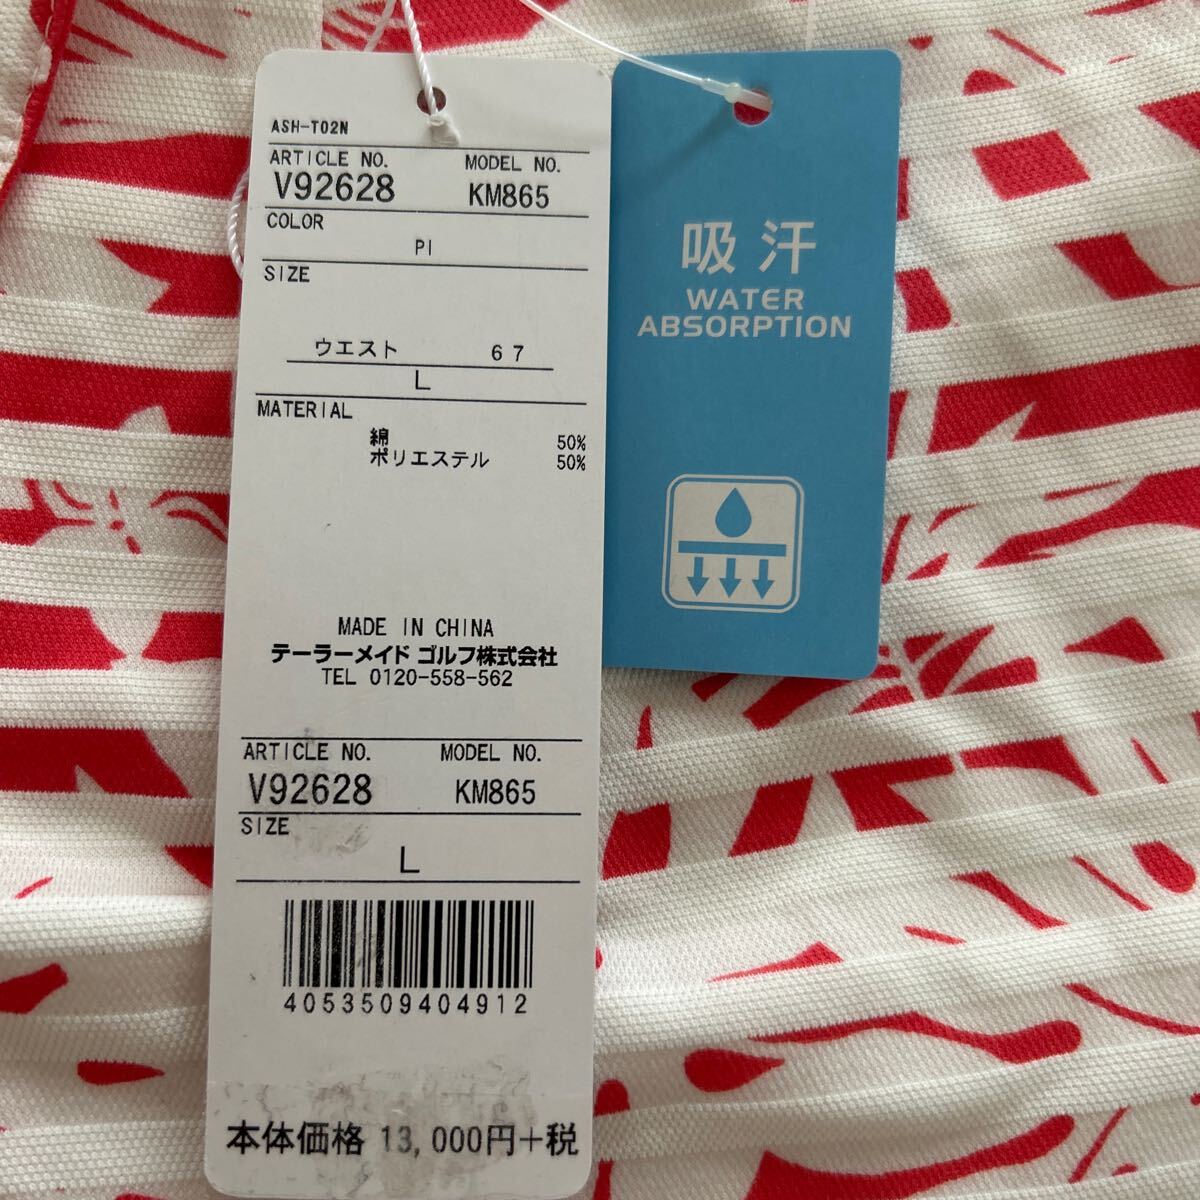 ASH-T02N
ARTICLE NO. MODEL NO.
V92628 KM865
COLOR
PI
SIZE
ウエスト 67
L
MATERIAL
綿 50%
ポリエステル 50%
MADE IN CHINA
テーラーメイド ゴルフ株式会社
TEL 0120-558-562
ARTICLE NO. MODEL NO.
V92628 KM865
SIZE
L
4053509404912
本体価格 13,000円+税
吸汗
WATER
ABSORPTION